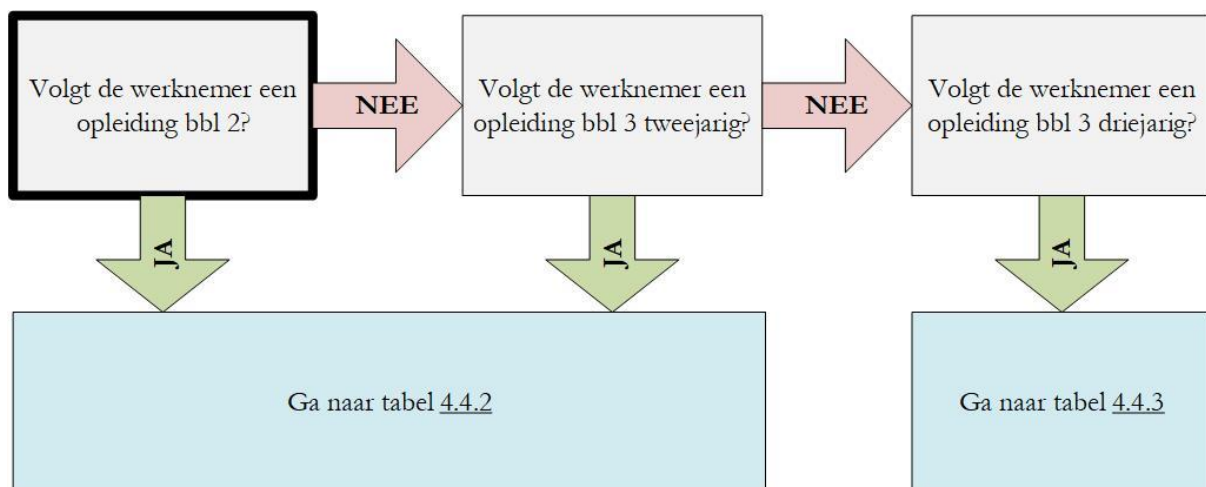 Volgt de werknemer een
opleiding bbl 2?
NEE
Volgt de werknemer een
opleiding bbl 3 tweejarig?
NEE
Volgt de werknemer een
opleiding bbl 3 driejarig?
JA
JA
JA
Ga naar tabel 4.4.2
Ga naar tabel 4.4.3